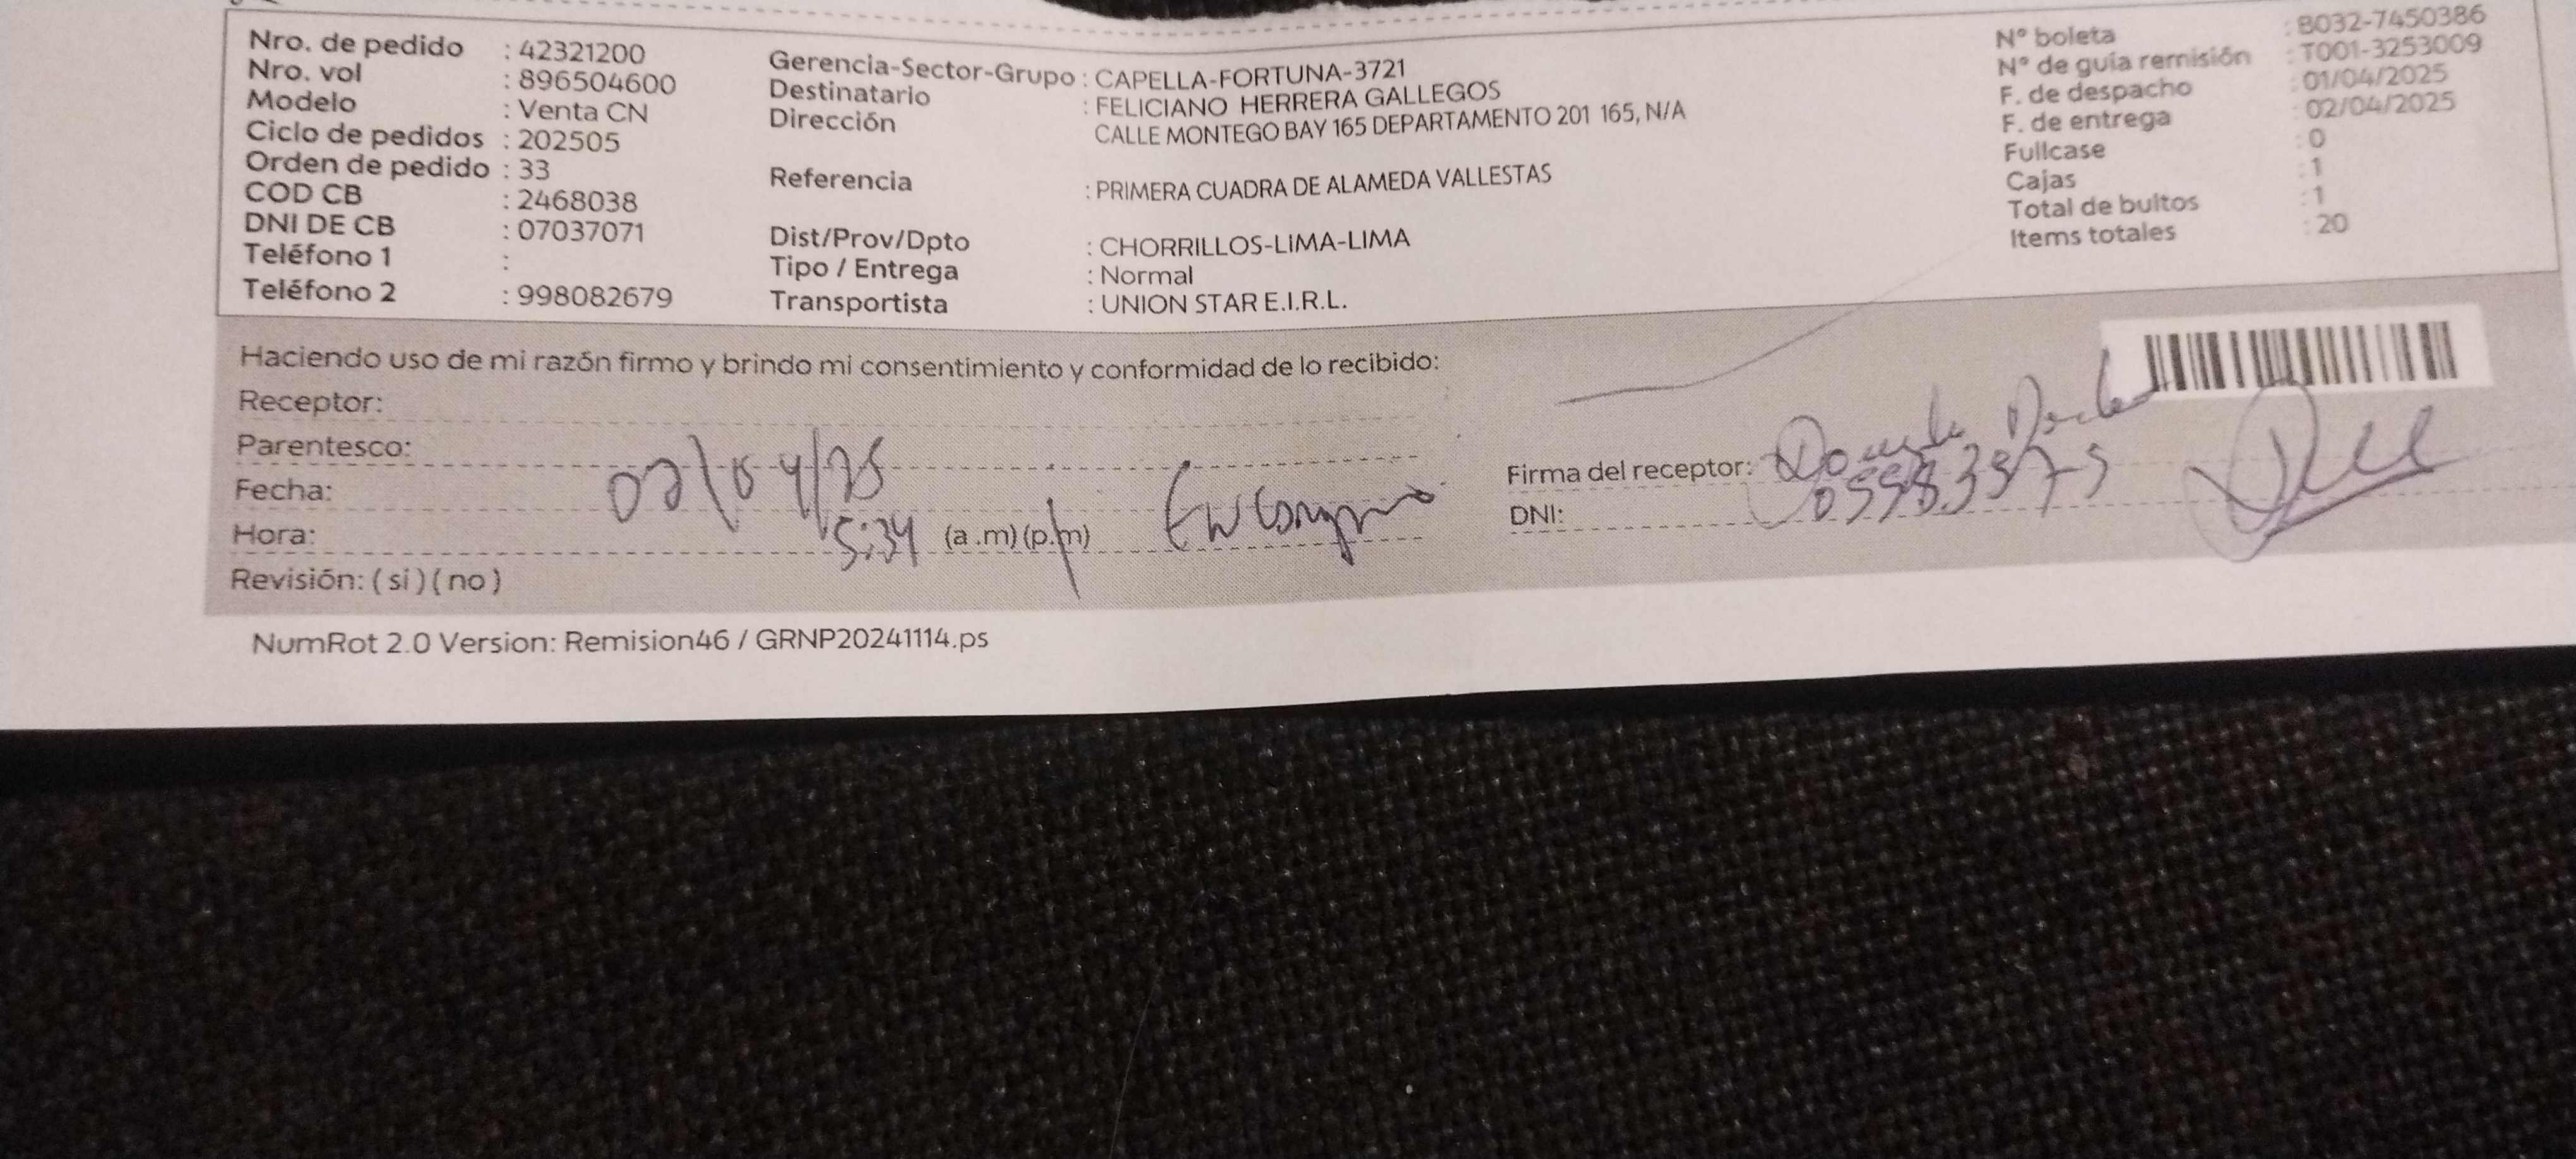 Nro. de pedido : 42321200
Nro. vol : 896504600
Modelo : Venta CN
Ciclo de pedidos : 202505
Orden de pedido : 33
COD CB : 2468038
DNI DE CB : 07037071
Teléfono 1 :
Teléfono 2 : 998082679
Gerencia-Sector-Grupo : CAPELLA-FORTUNA-3721
Destinatario : FELICIANO HERRERA GALLEGOS
Dirección CALLE MONTEGO BAY 165 DEPARTAMENTO 201 165, N/A
Referencia : PRIMERA CUADRA DE ALAMEDA VALLESTAS
Dist/Prov/Dpto : CHORRILLOS-LIMA-LIMA
Tipo / Entrega : Normal
Transportista : UNION STAR E.I.R.L.
N° boleta : B032-7450386
N° de guía remisión : T001-3253009
F. de despacho : 01/04/2025
F. de entrega : 02/04/2025
Fullcase : 0
Cajas : 1
Total de bultos : 1
Items totales : 20
Haciendo uso de mi razón firmo y brindo mi consentimiento y conformidad de lo recibido:
Receptor:
Parentesco:
Fecha: 02/04/25
Hora: 5:34 (a.m) (p.m)
Revisión: ( si ) ( no )
Firma del receptor:
DNI:
NumRot 2.0 Version: Remision46 / GRNP20241114.ps